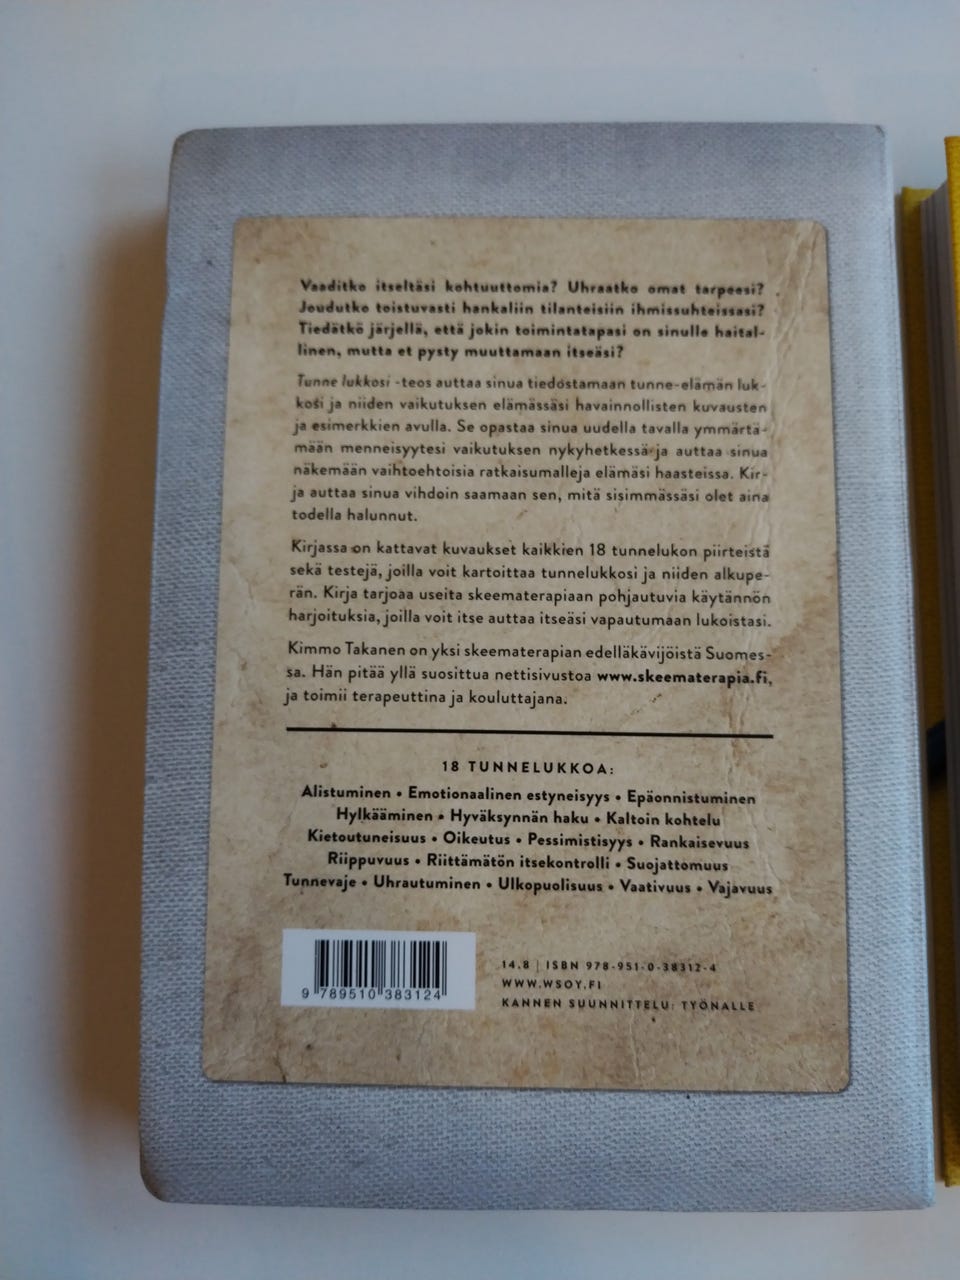 Vaaditko itseltäsi kohtuuttomia? Uhraatko omat tarpeesi?
Joudutko toistuvasti hankaliin tilanteisiin ihmissuhteissasi?
Tiedätkö järjellä, että jokin toimintatapasi on sinulle haital-
linen, mutta et pysty muuttamaan itseäsi?
Tunne lukkosi -teos auttaa sinua tiedostamaan tunne-elämän luk-
kosi ja niiden vaikutuksen elämässäsi havainnollisten kuvausten
ja esimerkkien avulla. Se opastaa sinua uudella tavalla ymmärtä-
mään menneisyytesi vaikutuksen nykyhetkessä ja auttaa sinua
näkemään vaihtoehtoisia ratkaisumalleja elämäsi haasteissa. Kir-
ja auttaa sinua vihdoin saamaan sen, mitä sisimmässäsi olet aina
todella halunnut.
Kirjassa on kattavat kuvaukset kaikkien 18 tunnelukon piirteistä
sekä testejä, joilla voit kartoittaa tunnelukkosi ja niiden alkupe-
rän. Kirja tarjoaa useita skeematerapiaan pohjautuvia käytännön
harjoituksia, joilla voit itse auttaa itseäsi vapautumaan lukoistasi.
Kimmo Takanen on yksi skeematerapian edelläkävijöistä Suomes-
sa. Hän pitää yllä suosittua nettisivustoa www.skeematerapia.fi,
ja toimii terapeuttina ja kouluttajana.
18 TUNNELUKKOA:
Alistuminen • Emotionaalinen estyneisyys • Epäonnistuminen
Hylkääminen • Hyväksynnän haku • Kaltoin kohtelu
Kietoutuneisuus • Oikeutus • Pessimistisyys • Rankaisevuus
Riippuvuus • Riittämätön itsekontrolli • Suojattomuus
Tunnevaje • Uhrautuminen • Ulkopuolisuus • Vaativuus • Vajavuus
14.8 | ISBN 978-951-0-38312-4
WWW.WSOY.FI
KANNEN SUUNNITTELU: TYÖNALLE
9 789510 383124